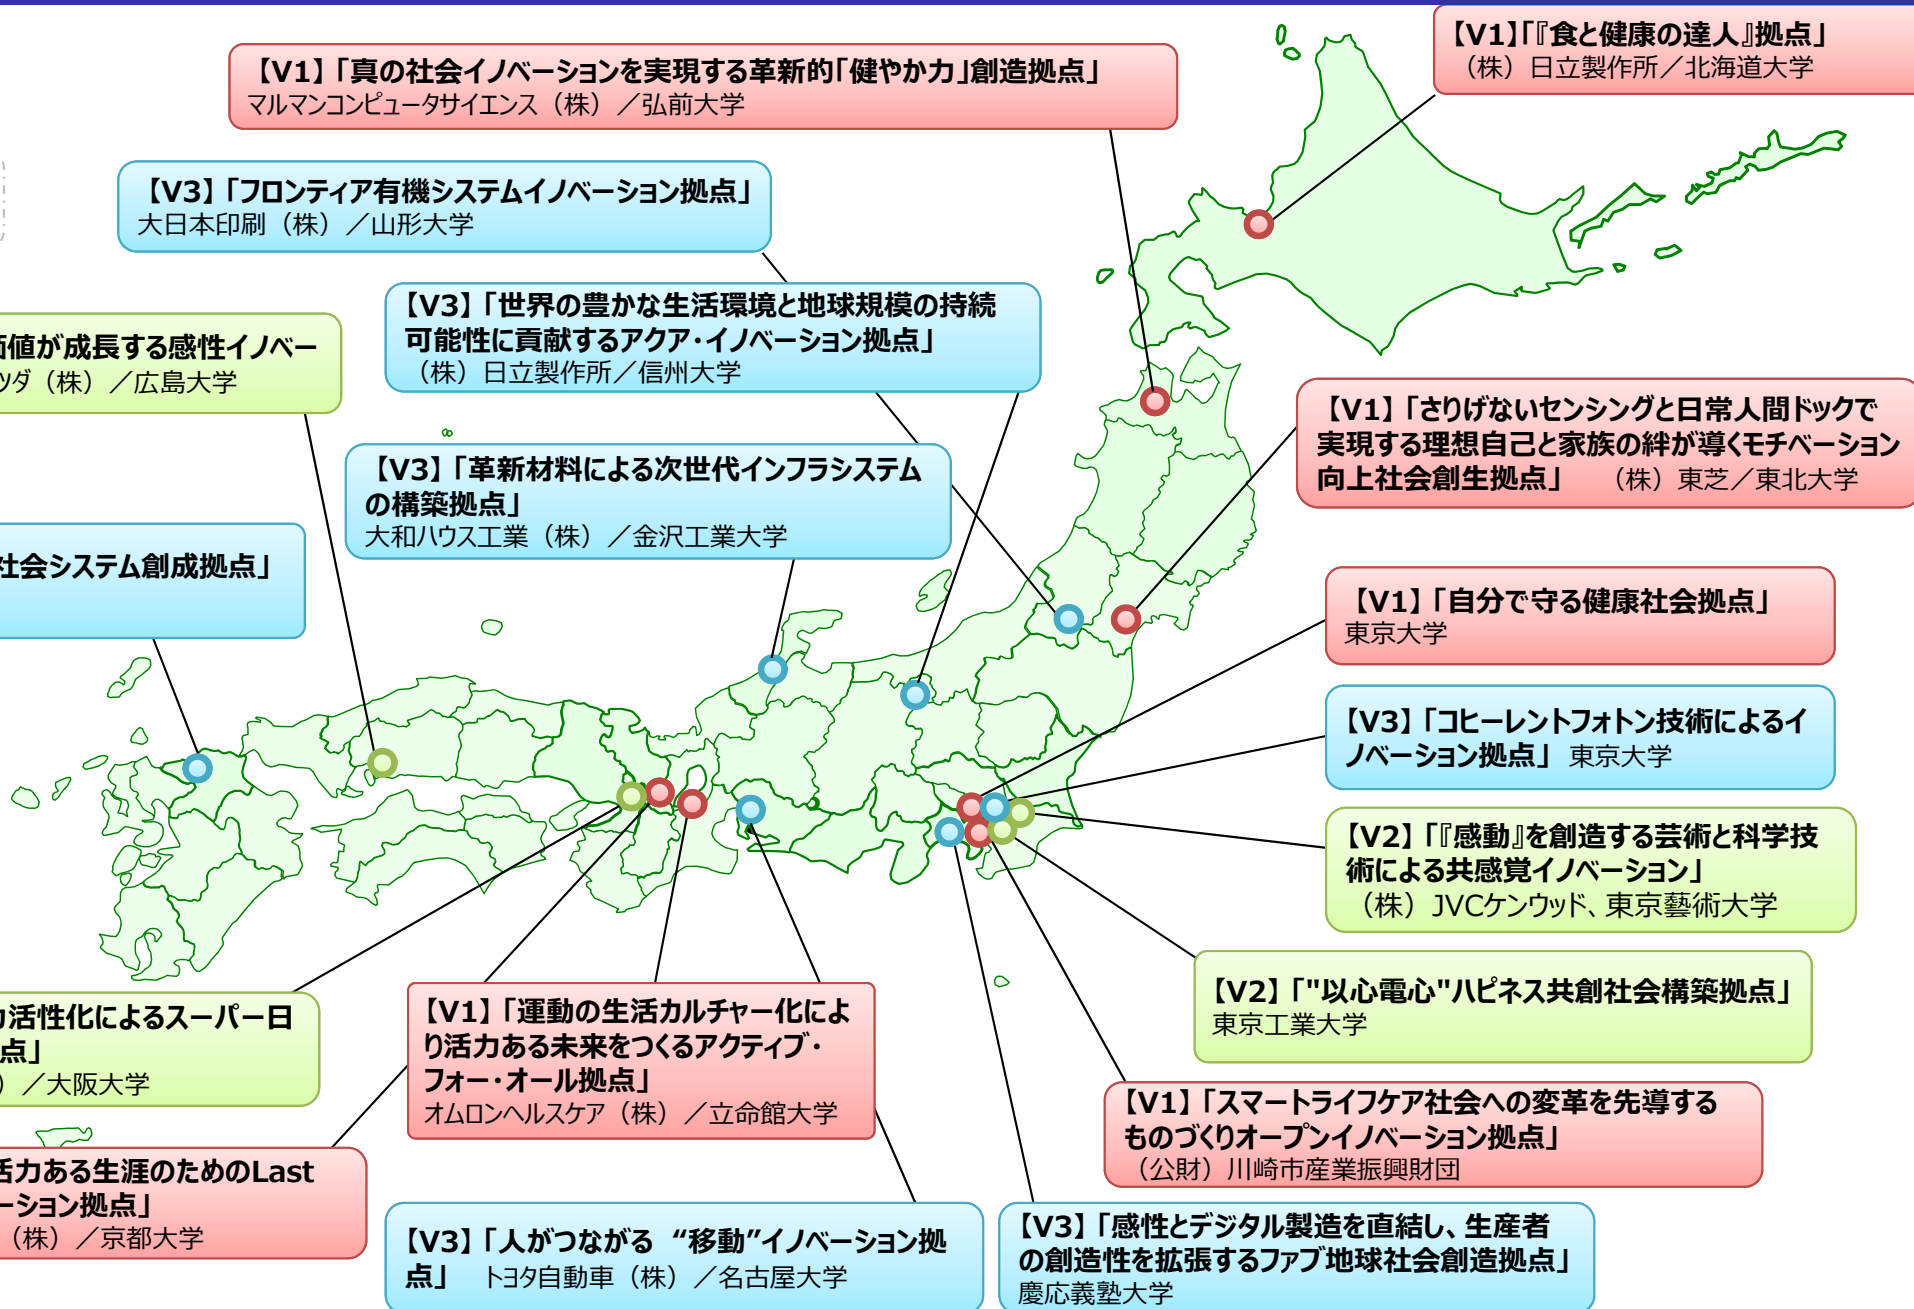 【V1】「『食と健康の達人』拠点」
（株）日立製作所／北海道大学
【V1】「真の社会イノベーションを実現する革新的「健やか力」創造拠点」
マルマンコンピュータサイエンス（株）／弘前大学
【V3】「フロンティア有機システムイノベーション拠点」
大日本印刷（株）／山形大学
【V3】「世界の豊かな生活環境と地球規模の持続
可能性に貢献するアクア・イノベーション拠点」
（株）日立製作所／信州大学
値が成長する感性イノベー
ツダ（株）／広島大学
【V1】「さりげないセンシングと日常人間ドックで
実現する理想自己と家族の絆が導くモチベーション
向上社会創生拠点」　（株）東芝／東北大学
【V3】「革新材料による次世代インフラシステム
の構築拠点」
大和ハウス工業（株）／金沢工業大学
社会システム創成拠点」
【V1】「自分で守る健康社会拠点」
東京大学
【V3】「コヒーレントフォトン技術によるイ
ノベーション拠点」 東京大学
【V2】「『感動』を創造する芸術と科学技
術による共感覚イノベーション」
（株）JVCケンウッド、東京藝術大学
【V2】「"以心電心"ハピネス共創社会構築拠点」
東京工業大学
活性化によるスーパー日
点」
）／大阪大学
【V1】「運動の生活カルチャー化によ
り活力ある未来をつくるアクティブ・
フォー・オール拠点」
オムロンヘルスケア（株）／立命館大学
【V1】「スマートライフケア社会への変革を先導する
ものづくりオープンイノベーション拠点」
（公財）川崎市産業振興財団
活力ある生涯のためのLast
ーション拠点」
（株）／京都大学
【V3】「人がつながる “移動”イノベーション拠
点」　トヨタ自動車（株）／名古屋大学
【V3】「感性とデジタル製造を直結し、生産者
の創造性を拡張するファブ地球社会創造拠点」
慶応義塾大学